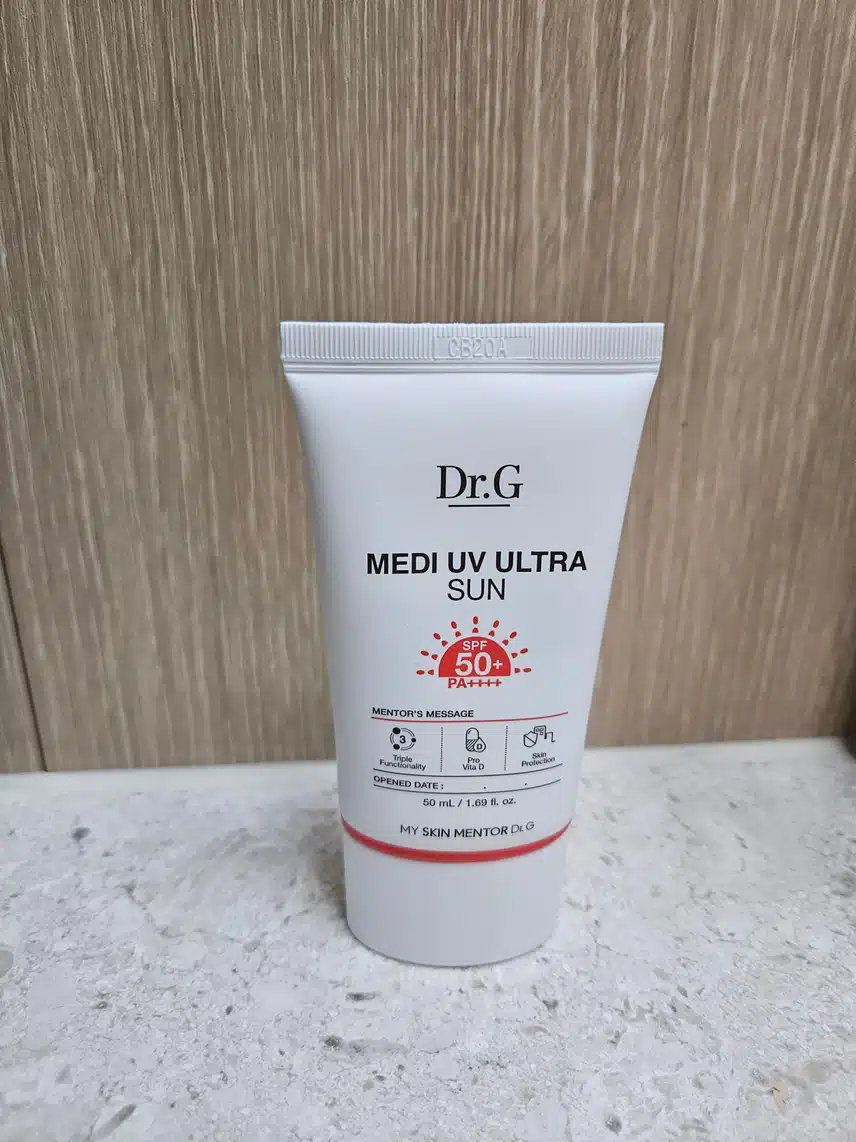 CB20A
Dr.G
MEDI UV ULTRA
SUN
SPF
50+
PA++++
MENTOR'S MESSAGE
3
Triple
Functionality
D
Pro
Vita D
Skin
Protection
OPENED DATE : . .
50 mL / 1.69 fl. oz.
MY SKIN MENTOR Dr.G